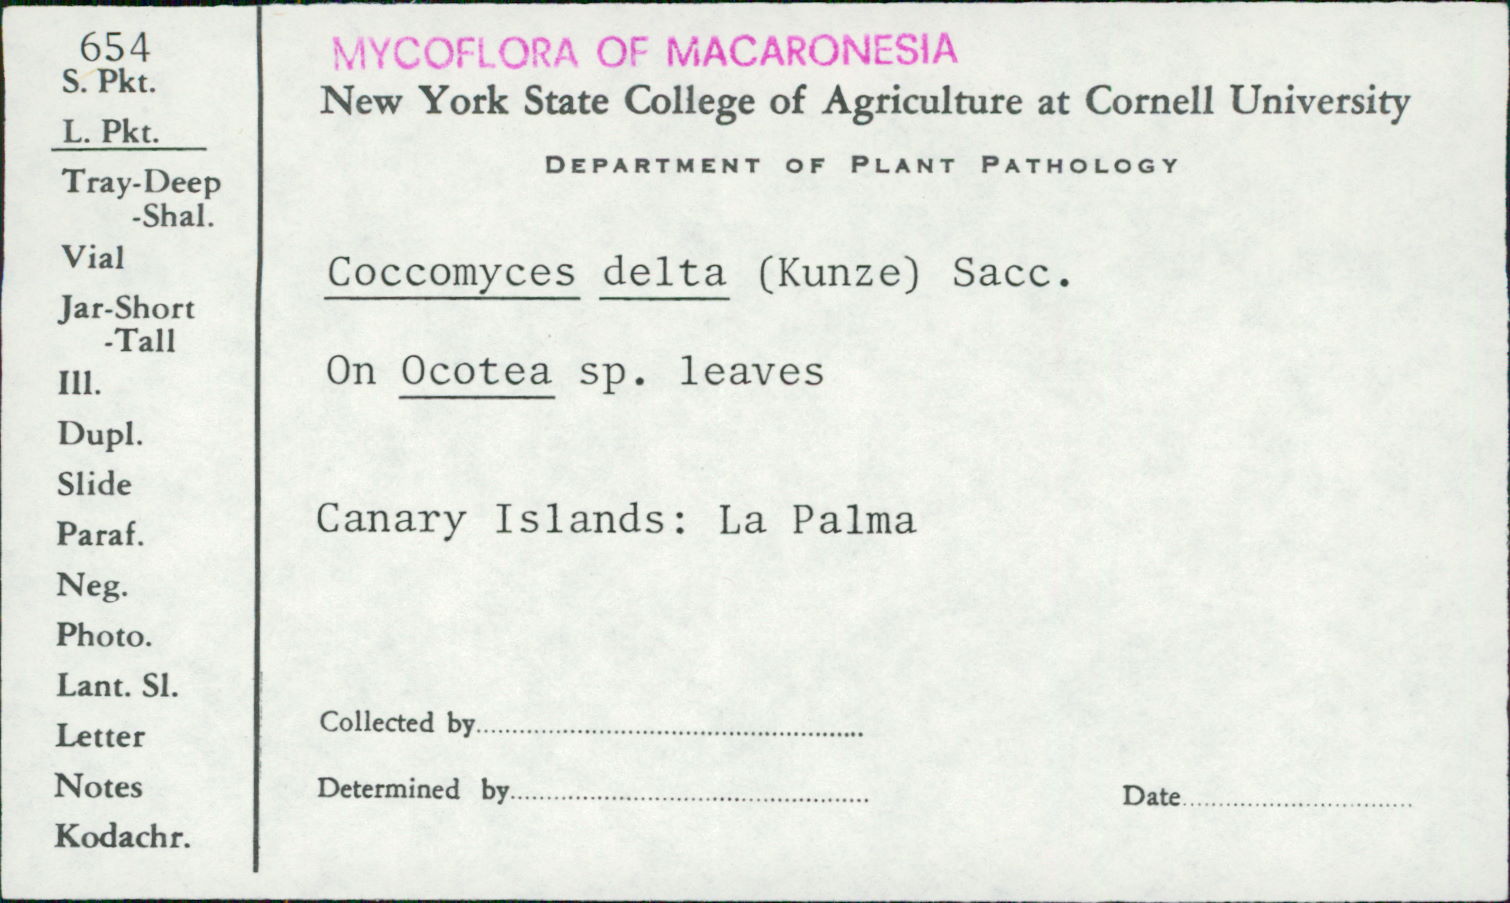 654
S. Pkt.
L. Pkt.
Tray-Deep
-Shal.
Vial
Jar-Short
-Tall
Ill.
Dupl.
Slide
Paraf.
Neg.
Photo.
Lant. Sl.
Letter
Notes
Kodachr.
MYCOFLORA OF MACARONESIA
New York State College of Agriculture at Cornell University
DEPARTMENT OF PLANT PATHOLOGY
Coccomyces delta (Kunze) Sacc.
On Ocotea sp. leaves
Canary Islands: La Palma
Collected by
Determined by
Date